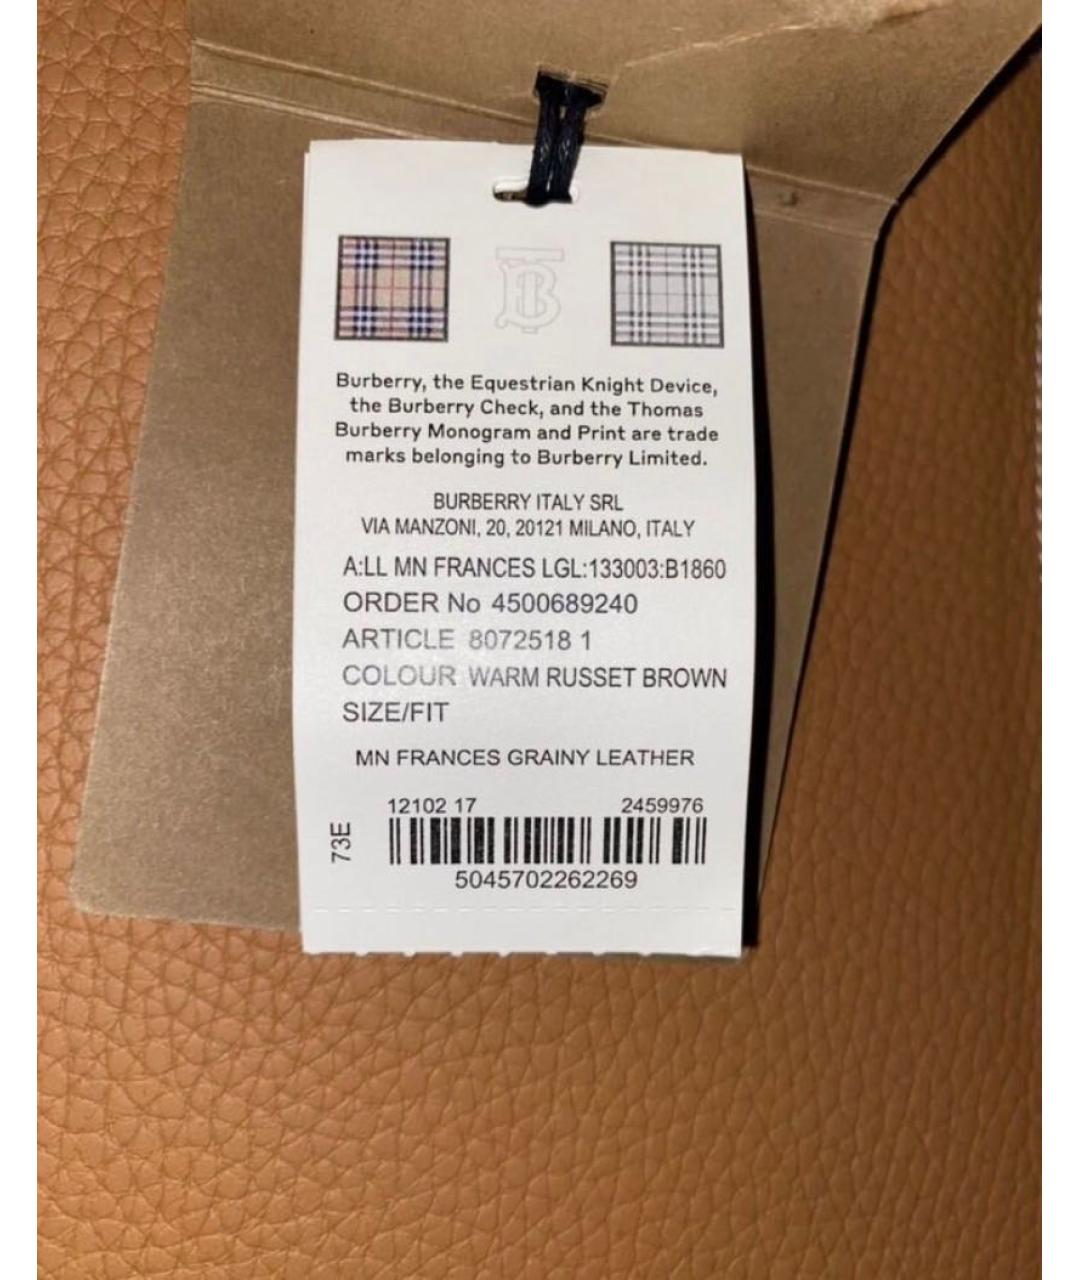 TB
Burberry, the Equestrian Knight Device,
the Burberry Check, and the Thomas
Burberry Monogram and Print are trade
marks belonging to Burberry Limited.
BURBERRY ITALY SRL
VIA MANZONI, 20, 20121 MILANO, ITALY
A:LL MN FRANCES LGL:133003:B1860
ORDER No 4500689240
ARTICLE 8072518 1
COLOUR WARM RUSSET BROWN
SIZE/FIT
MN FRANCES GRAINY LEATHER
12102 17 2459976
73E
5045702262269